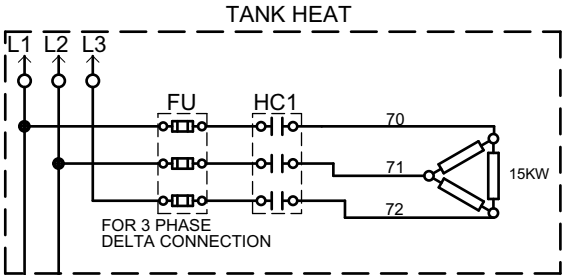 TANK HEAT
L1 L2 L3
FU HC1
70
71
15KW
72
FOR 3 PHASE
DELTA CONNECTION